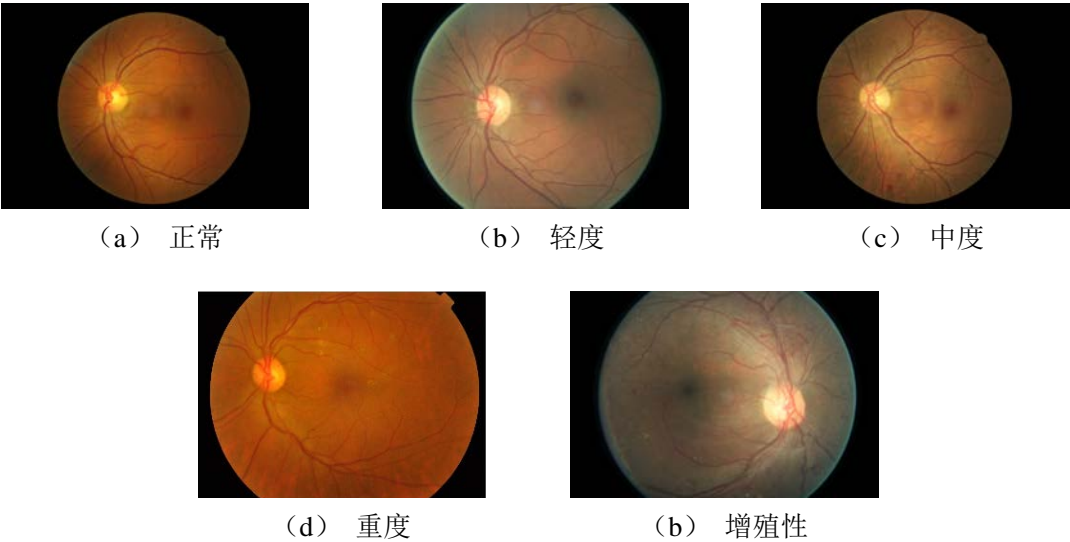 （a） 正常
（b） 轻度
（c） 中度
（d） 重度
（b） 增殖性